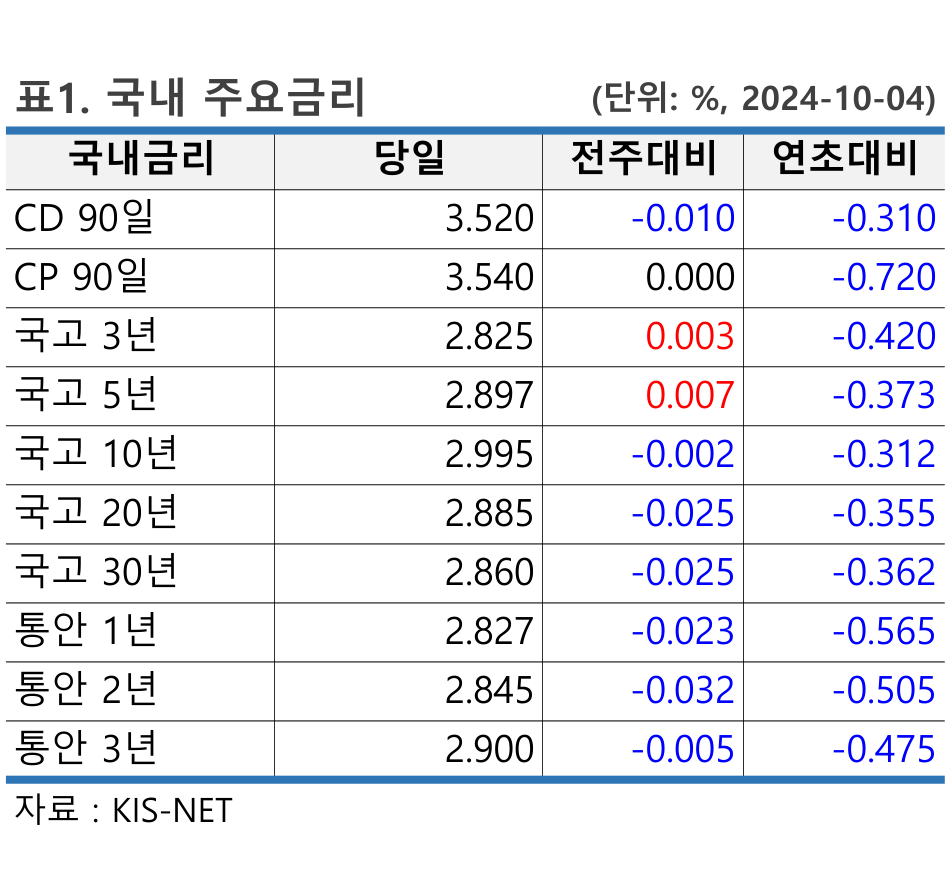 표1. 국내 주요금리 (단위: %, 2024-10-04)
국내금리 당일 전주대비 연초대비
CD 90일 3.520 -0.010 -0.310
CP 90일 3.540 0.000 -0.720
국고 3년 2.825 0.003 -0.420
국고 5년 2.897 0.007 -0.373
국고 10년 2.995 -0.002 -0.312
국고 20년 2.885 -0.025 -0.355
국고 30년 2.860 -0.025 -0.362
통안 1년 2.827 -0.023 -0.565
통안 2년 2.845 -0.032 -0.505
통안 3년 2.900 -0.005 -0.475
자료 : KIS-NET